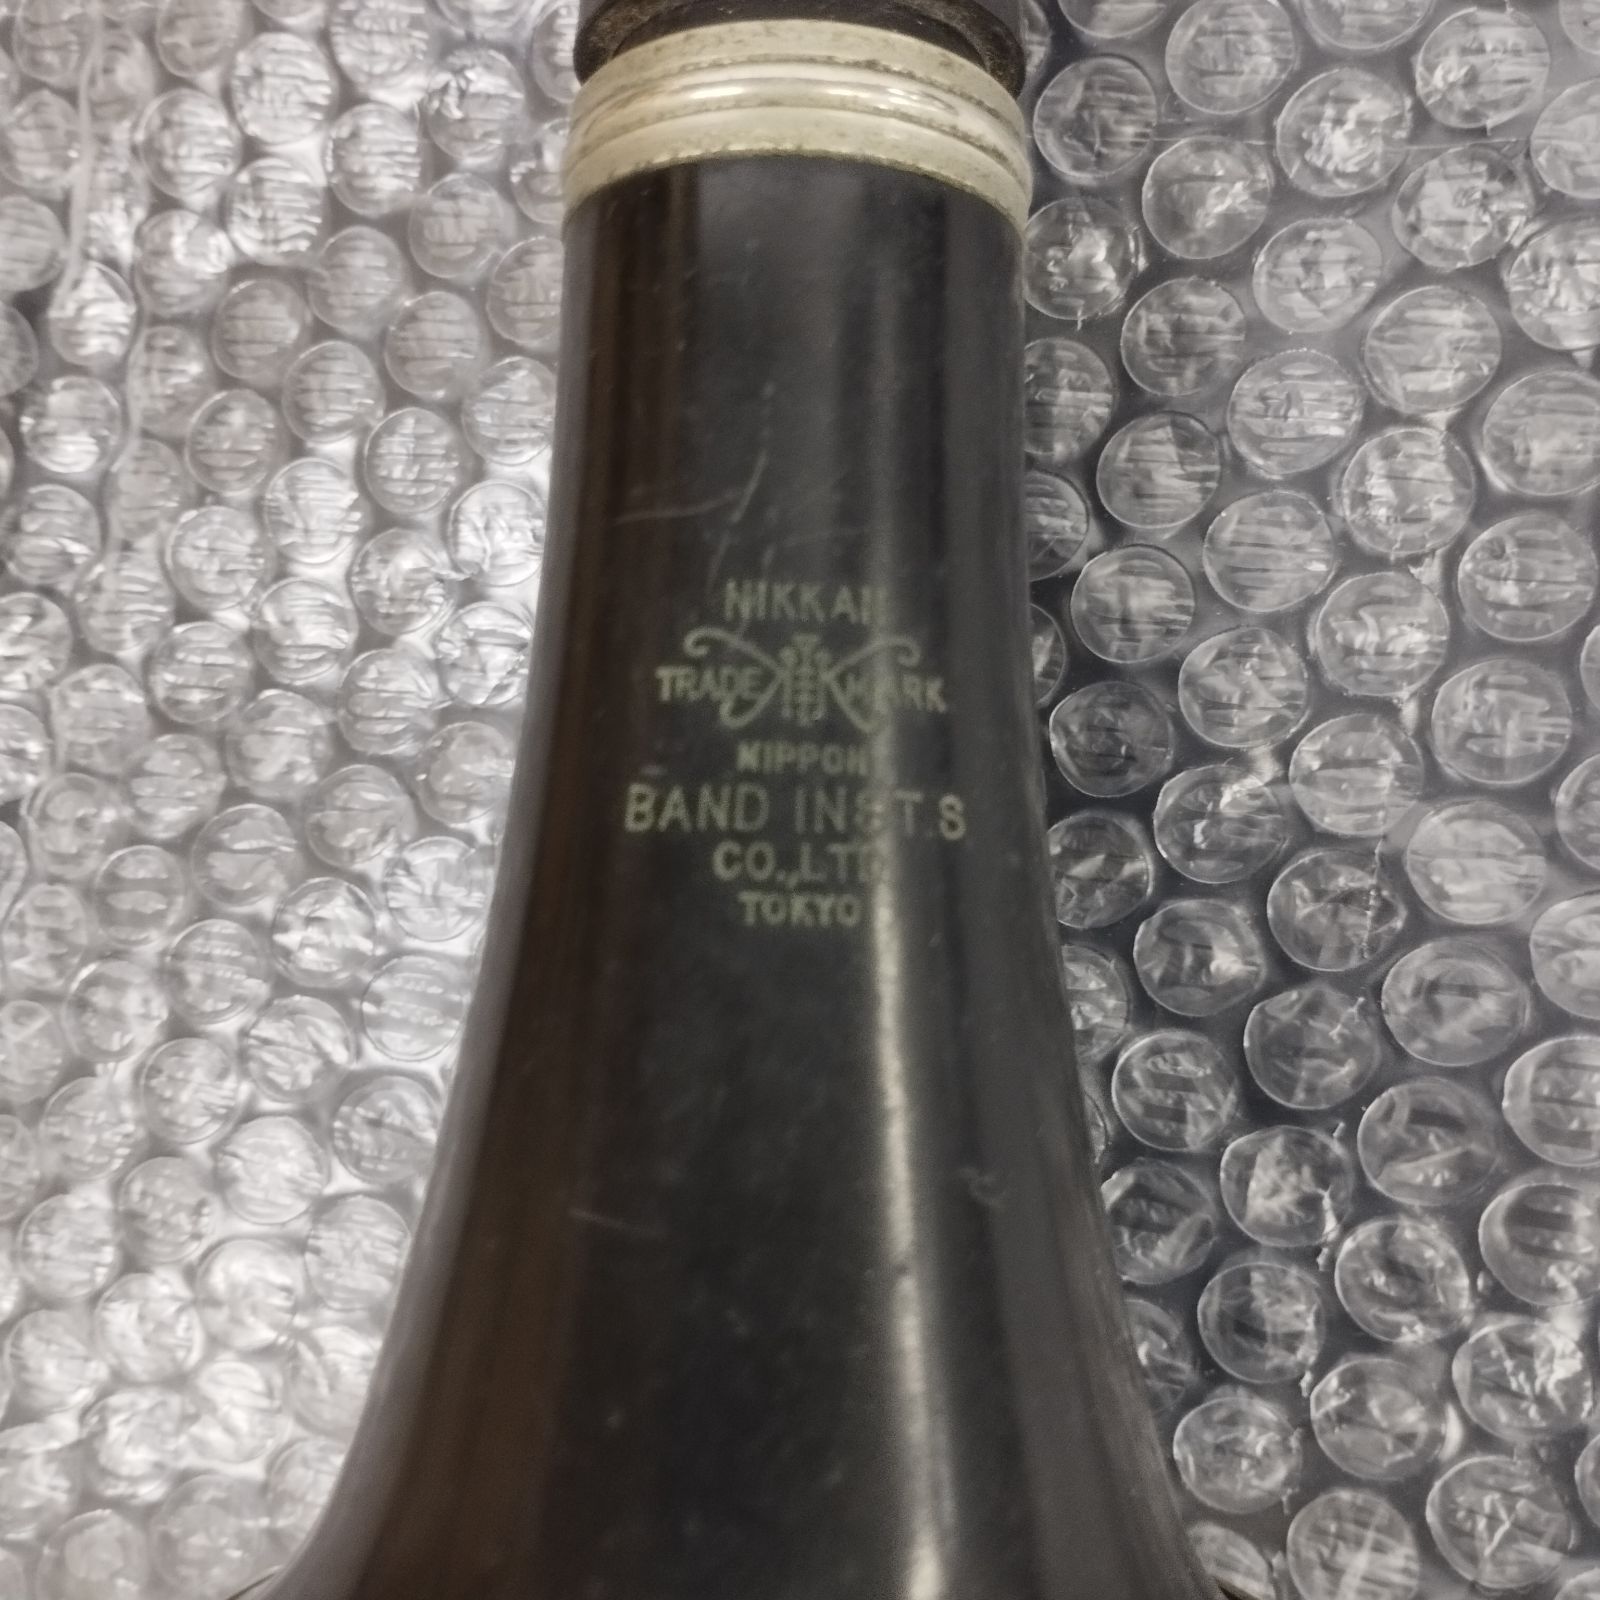 NIKKAN
TRADE MARK
NIPPON
BAND INST.S
CO.,LTD
TOKYO